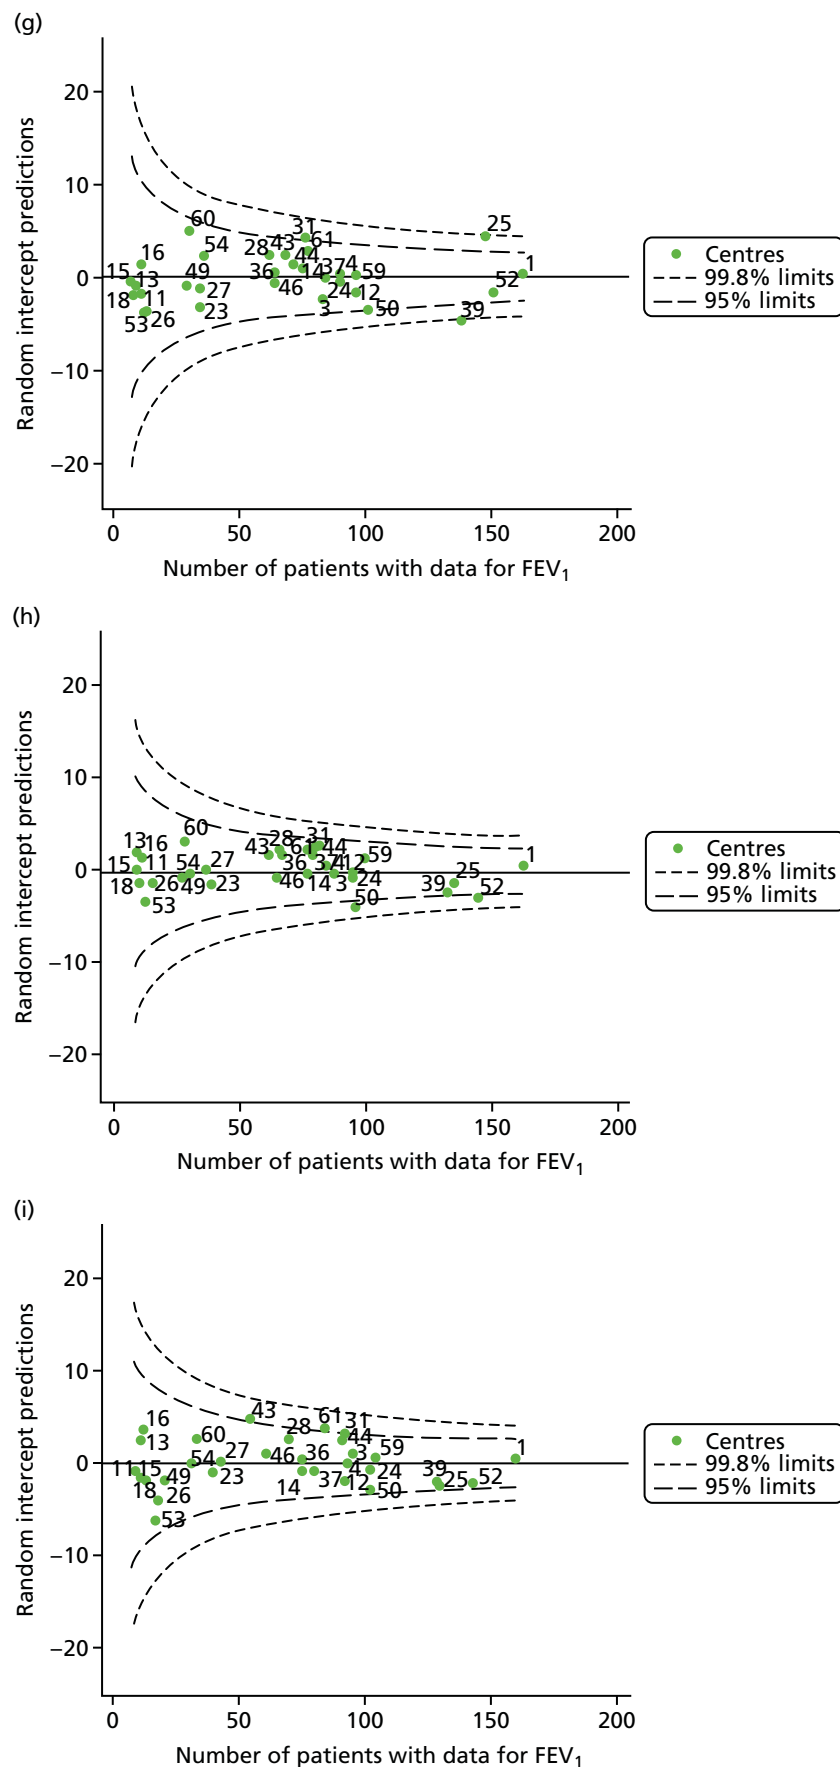 (g)
20
10
0
−10
−20
Random intercept predictions
60
31
25
54
28 43 61
16
44
15 13 49 36 14 37 4 59 52 1
18 11 27 46 24 12
53 26 23 3 50 39
0 50 100 150 200
Number of patients with data for FEV1
Centres
99.8% limits
95% limits
(h)
20
10
0
−10
−20
Random intercept predictions
60
13 16 43 28 61 31 44
59
15 11 54 27 36 37 4 12 25 1
18 26 49 23 46 14 3 24 39 52
53 50
0 50 100 150 200
Number of patients with data for FEV1
Centres
99.8% limits
95% limits
(i)
20
10
0
−10
−20
Random intercept predictions
43 61 31
16 60 28 44
13 54 27 46 36 3 59 1
11 15 49 23 37 4 24 39 25 52
18 26 14 12 50
53
0 50 100 150 200
Number of patients with data for FEV1
Centres
99.8% limits
95% limits